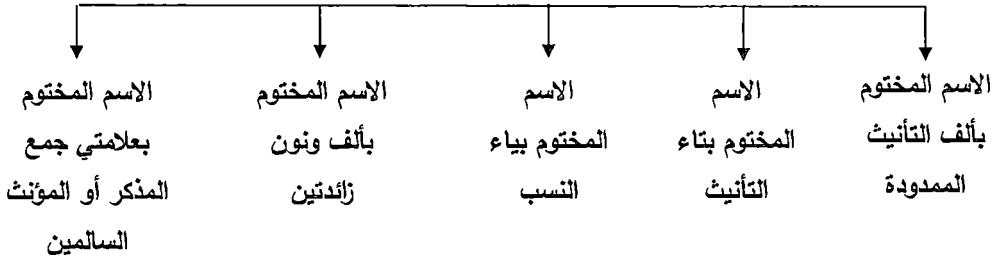 الاسم المختوم
بألف التأنيث
الممدودة
الاسم
المختوم بتاء
التأنيث
الاسم
المختوم بياء
النسب
الاسم المختوم
بألف ونون
زائدتين
الاسم المختوم
بعلامتي جمع
المذكر أو المؤنث
السالمين